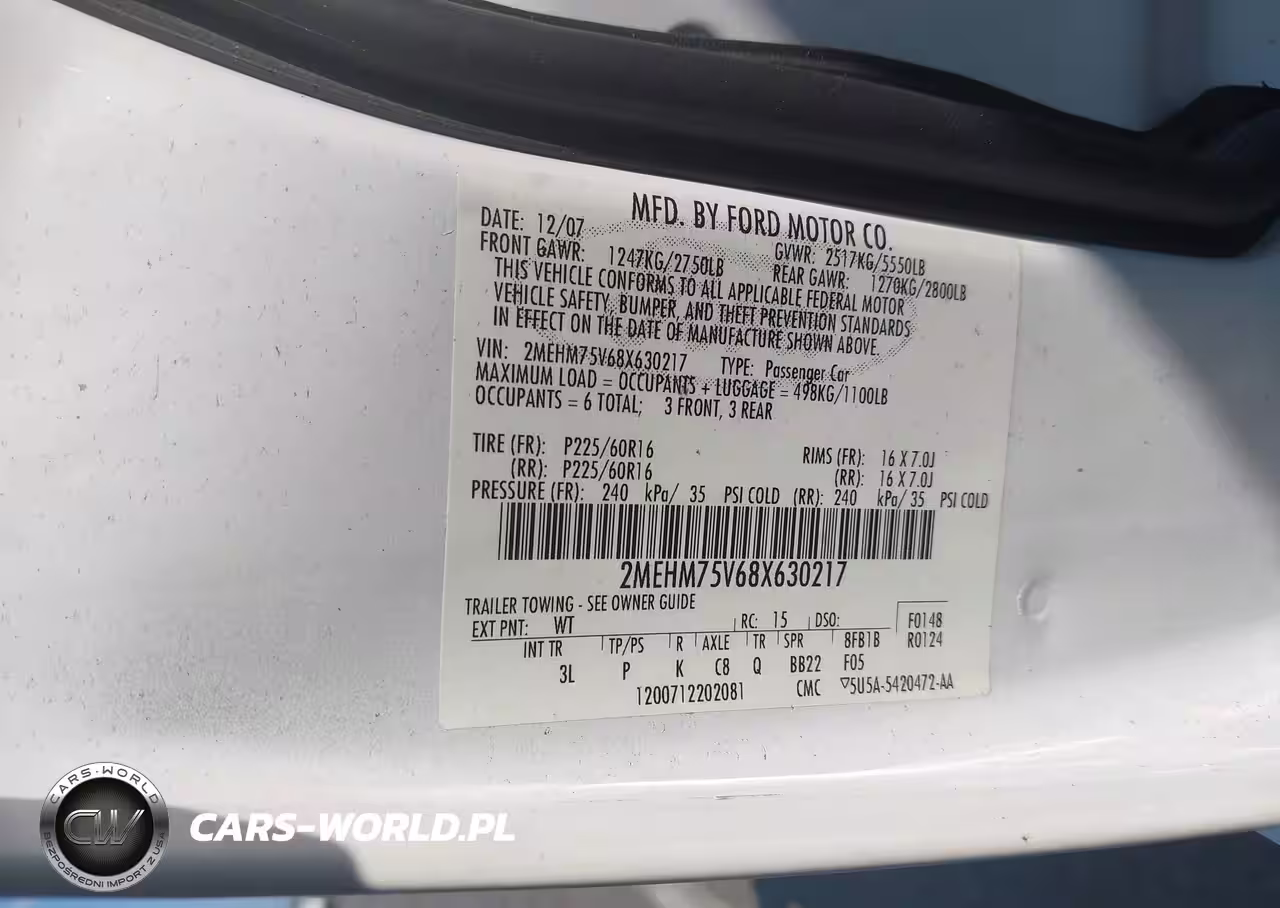 MFD. BY FORD MOTOR CO.
DATE: 12/07 GVWR: 2517KG/5550LB
FRONT GAWR: 1247KG/2750LB REAR GAWR: 1270KG/2800LB
THIS VEHICLE CONFORMS TO ALL APPLICABLE FEDERAL MOTOR
VEHICLE SAFETY, BUMPER, AND THEFT PREVENTION STANDARDS
IN EFFECT ON THE DATE OF MANUFACTURE SHOWN ABOVE.
VIN: 2MEHM75V68X630217 TYPE: Passenger Car
MAXIMUM LOAD = OCCUPANTS + LUGGAGE = 498KG/1100LB
OCCUPANTS = 6 TOTAL; 3 FRONT, 3 REAR
TIRE (FR): P225/60R16 RIMS (FR): 16 X 7.0J
(RR): P225/60R16 (RR): 16 X 7.0J
PRESSURE (FR): 240 kPa/ 35 PSI COLD (RR): 240 kPa/ 35 PSI COLD
2MEHM75V68X630217
TRAILER TOWING - SEE OWNER GUIDE
EXT PNT: WT RC: 15 DSO: F0148
INT TR TP/PS R AXLE TR SPR 8FB1B R0124
3L P K C8 Q BB22 F05
1200712202081 CMC ▽5U5A-5420472-AA
CARS-WORLD
CW
BEZPOŚREDNI IMPORT Z USA
CARS-WORLD.PL